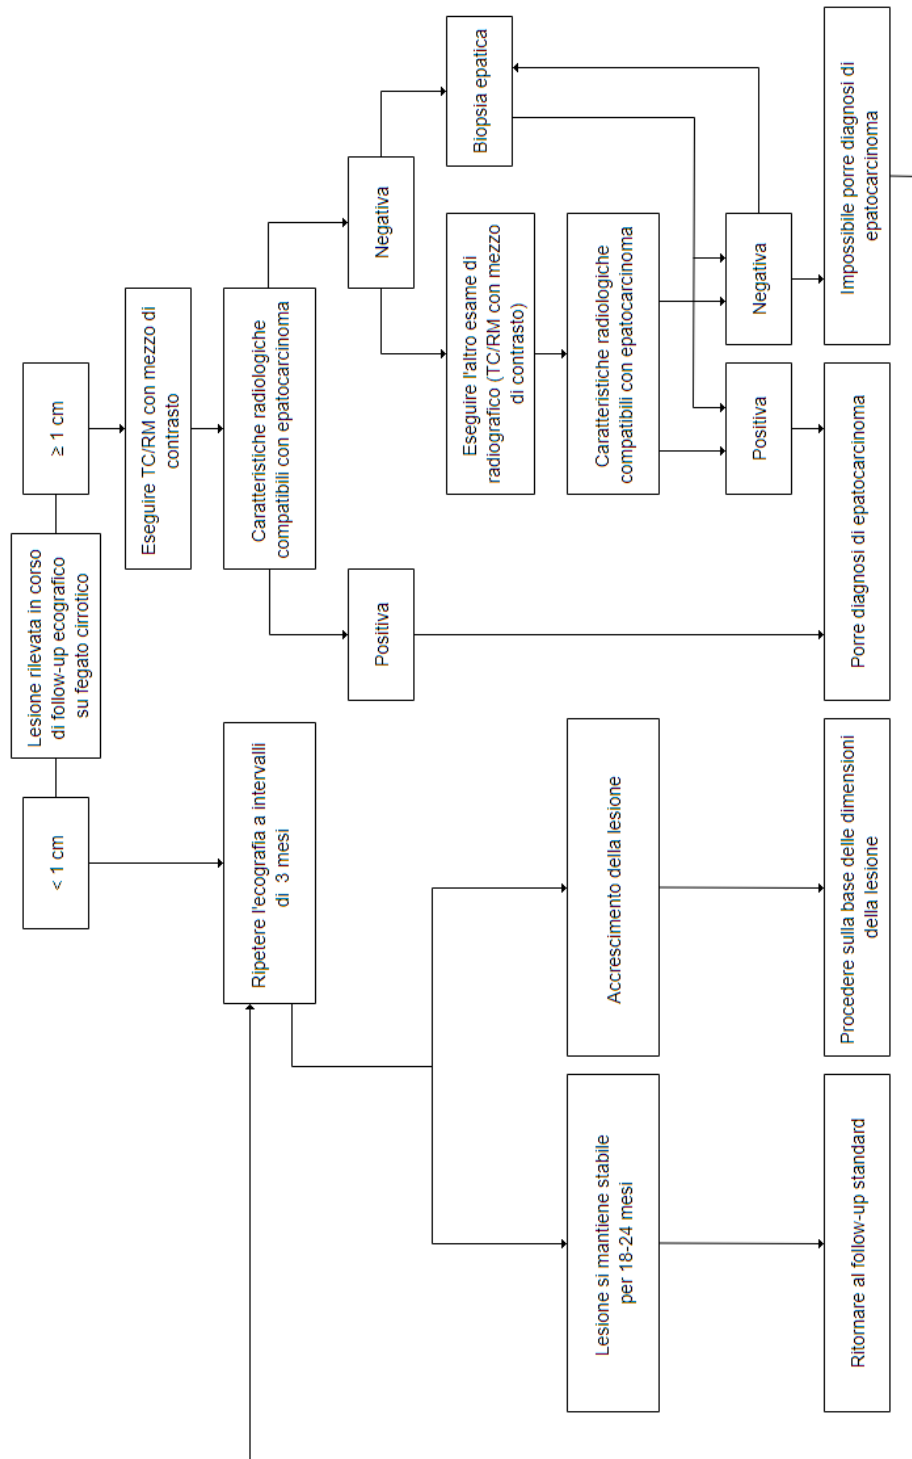 Lesione rilevata in corso
di follow-up ecografico
su fegato cirrotico
< 1 cm
≥ 1 cm
Ripetere l'ecografia a intervalli
di 3 mesi
Eseguire TC/RM con mezzo di
contrasto
Caratteristiche radiologiche
compatibili con epatocarcinoma
Positiva
Negativa
Eseguire l'altro esame di
radiografico (TC/RM con mezzo
di contrasto)
Biopsia epatica
Lesione si mantiene stabile
per 18-24 mesi
Accrescimento della lesione
Caratteristiche radiologiche
compatibili con epatocarcinoma
Positiva
Negativa
Ritornare al follow-up standard
Procedere sulla base delle dimensioni
della lesione
Porre diagnosi di epatocarcinoma
Impossibile porre diagnosi di
epatocarcinoma